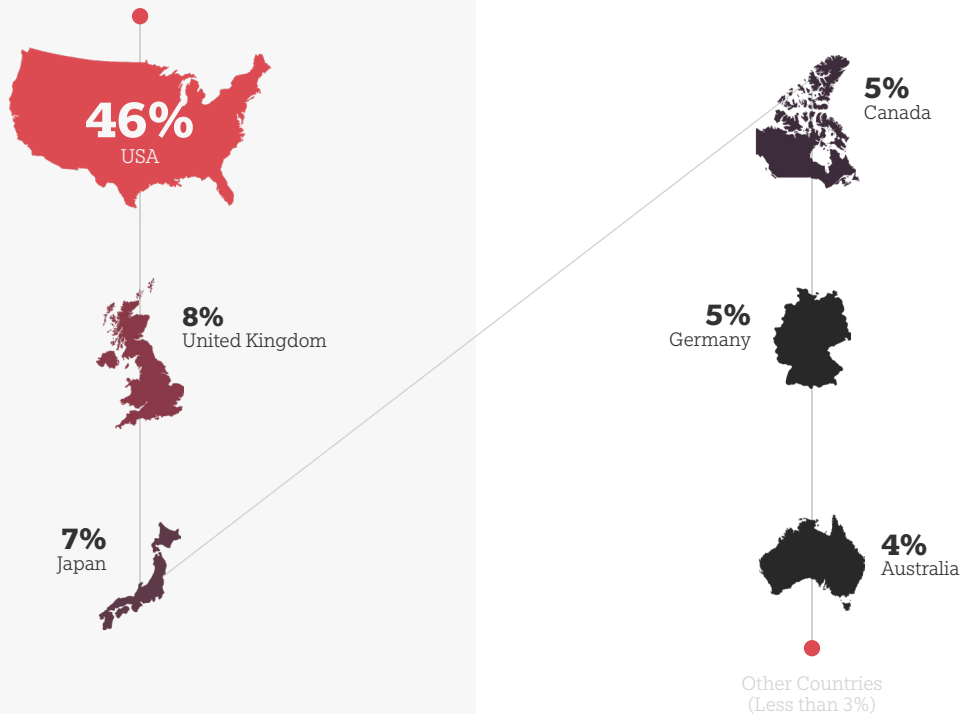 46%
USA
8%
United Kingdom
7%
Japan
5%
Canada
5%
Germany
4%
Australia
Other Countries
(Less than 3%)